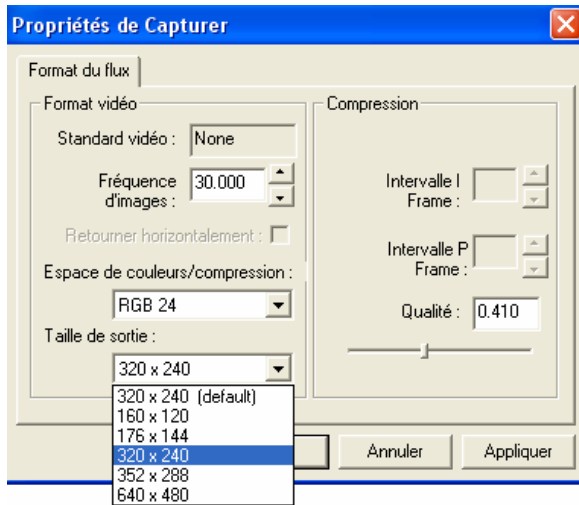 Propriétés de Capturer
Format du flux
Format vidéo
Standard vidéo : None
Fréquence d'images : 30.000
Retourner horizontalement :
Espace de couleurs/compression :
RGB 24
Taille de sortie :
320 x 240
320 x 240 (default)
160 x 120
176 x 144
320 x 240
352 x 288
640 x 480
Compression
Intervalle I
Frame :
Intervalle P
Frame :
Qualité : 0.410
Annuler
Appliquer